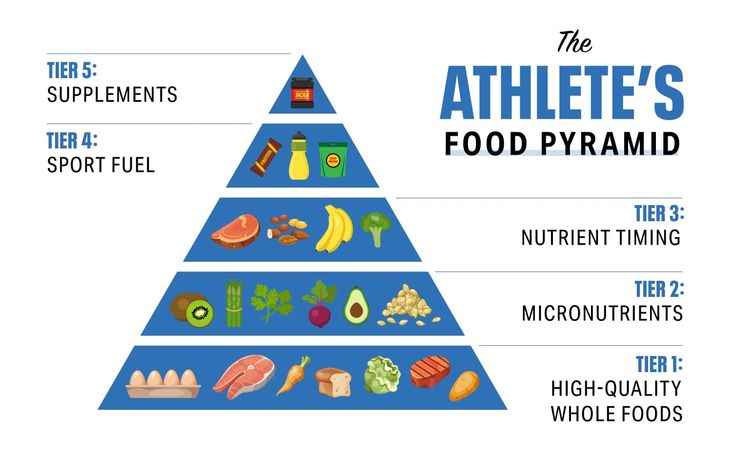 The
ATHLETE'S
FOOD PYRAMID
TIER 5:
SUPPLEMENTS
TIER 4:
SPORT FUEL
TIER 3:
NUTRIENT TIMING
TIER 2:
MICRONUTRIENTS
TIER 1:
HIGH-QUALITY
WHOLE FOODS
BCAA